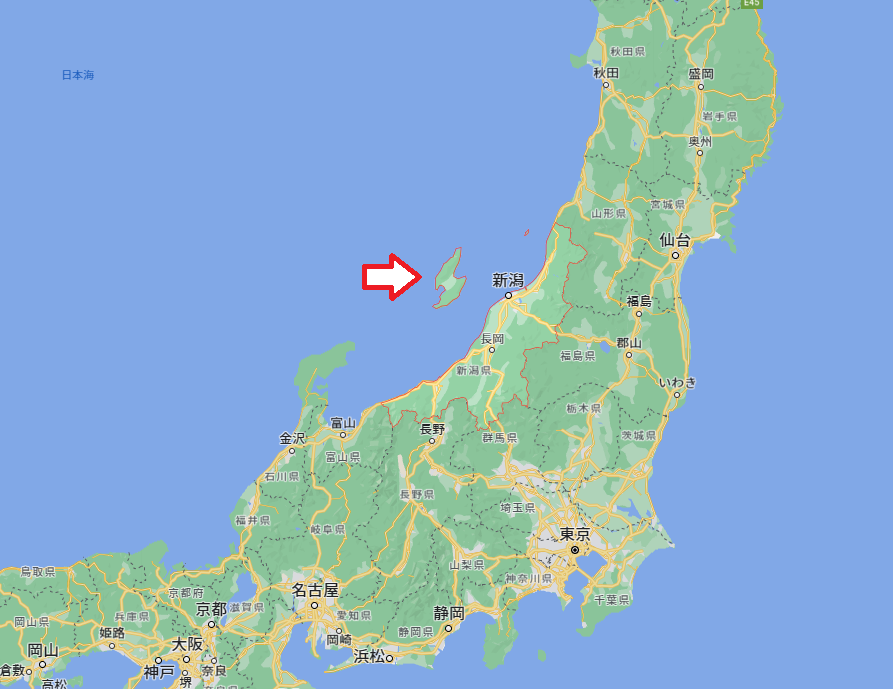 E45
秋田県
日本海
秋田
盛岡
岩手県
奥州
宮城県
山形県
仙台
新潟
福島
長岡
郡山
福島県
新潟県
いわき
栃木県
富山
長野
金沢
群馬県
茨城県
富山県
石川県
長野県
埼玉県
福井県
岐阜県
東京
山梨県
鳥取県
神奈川県
京都府
名古屋
千葉県
京都
滋賀県
岡山県
兵庫県
愛知県
静岡
姫路
静岡県
岡崎
大阪
岡山
浜松
倉敷
神戸
奈良
堺
高松
奈良県